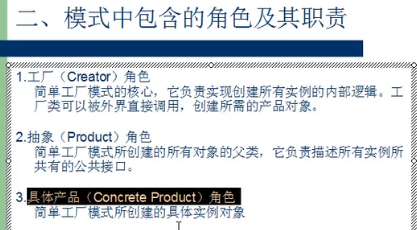 二、模式中包含的角色及其职责
1.工厂（Creator）角色
简单工厂模式的核心，它负责实现创建所有实例的内部逻辑。工
厂类可以被外界直接调用，创建所需的产品对象。
2.抽象（Product）角色
简单工厂模式所创建的所有对象的父类，它负责描述所有实例所
共有的公共接口。
3.具体产品（Concrete Product）角色
简单工厂模式所创建的具体实例对象